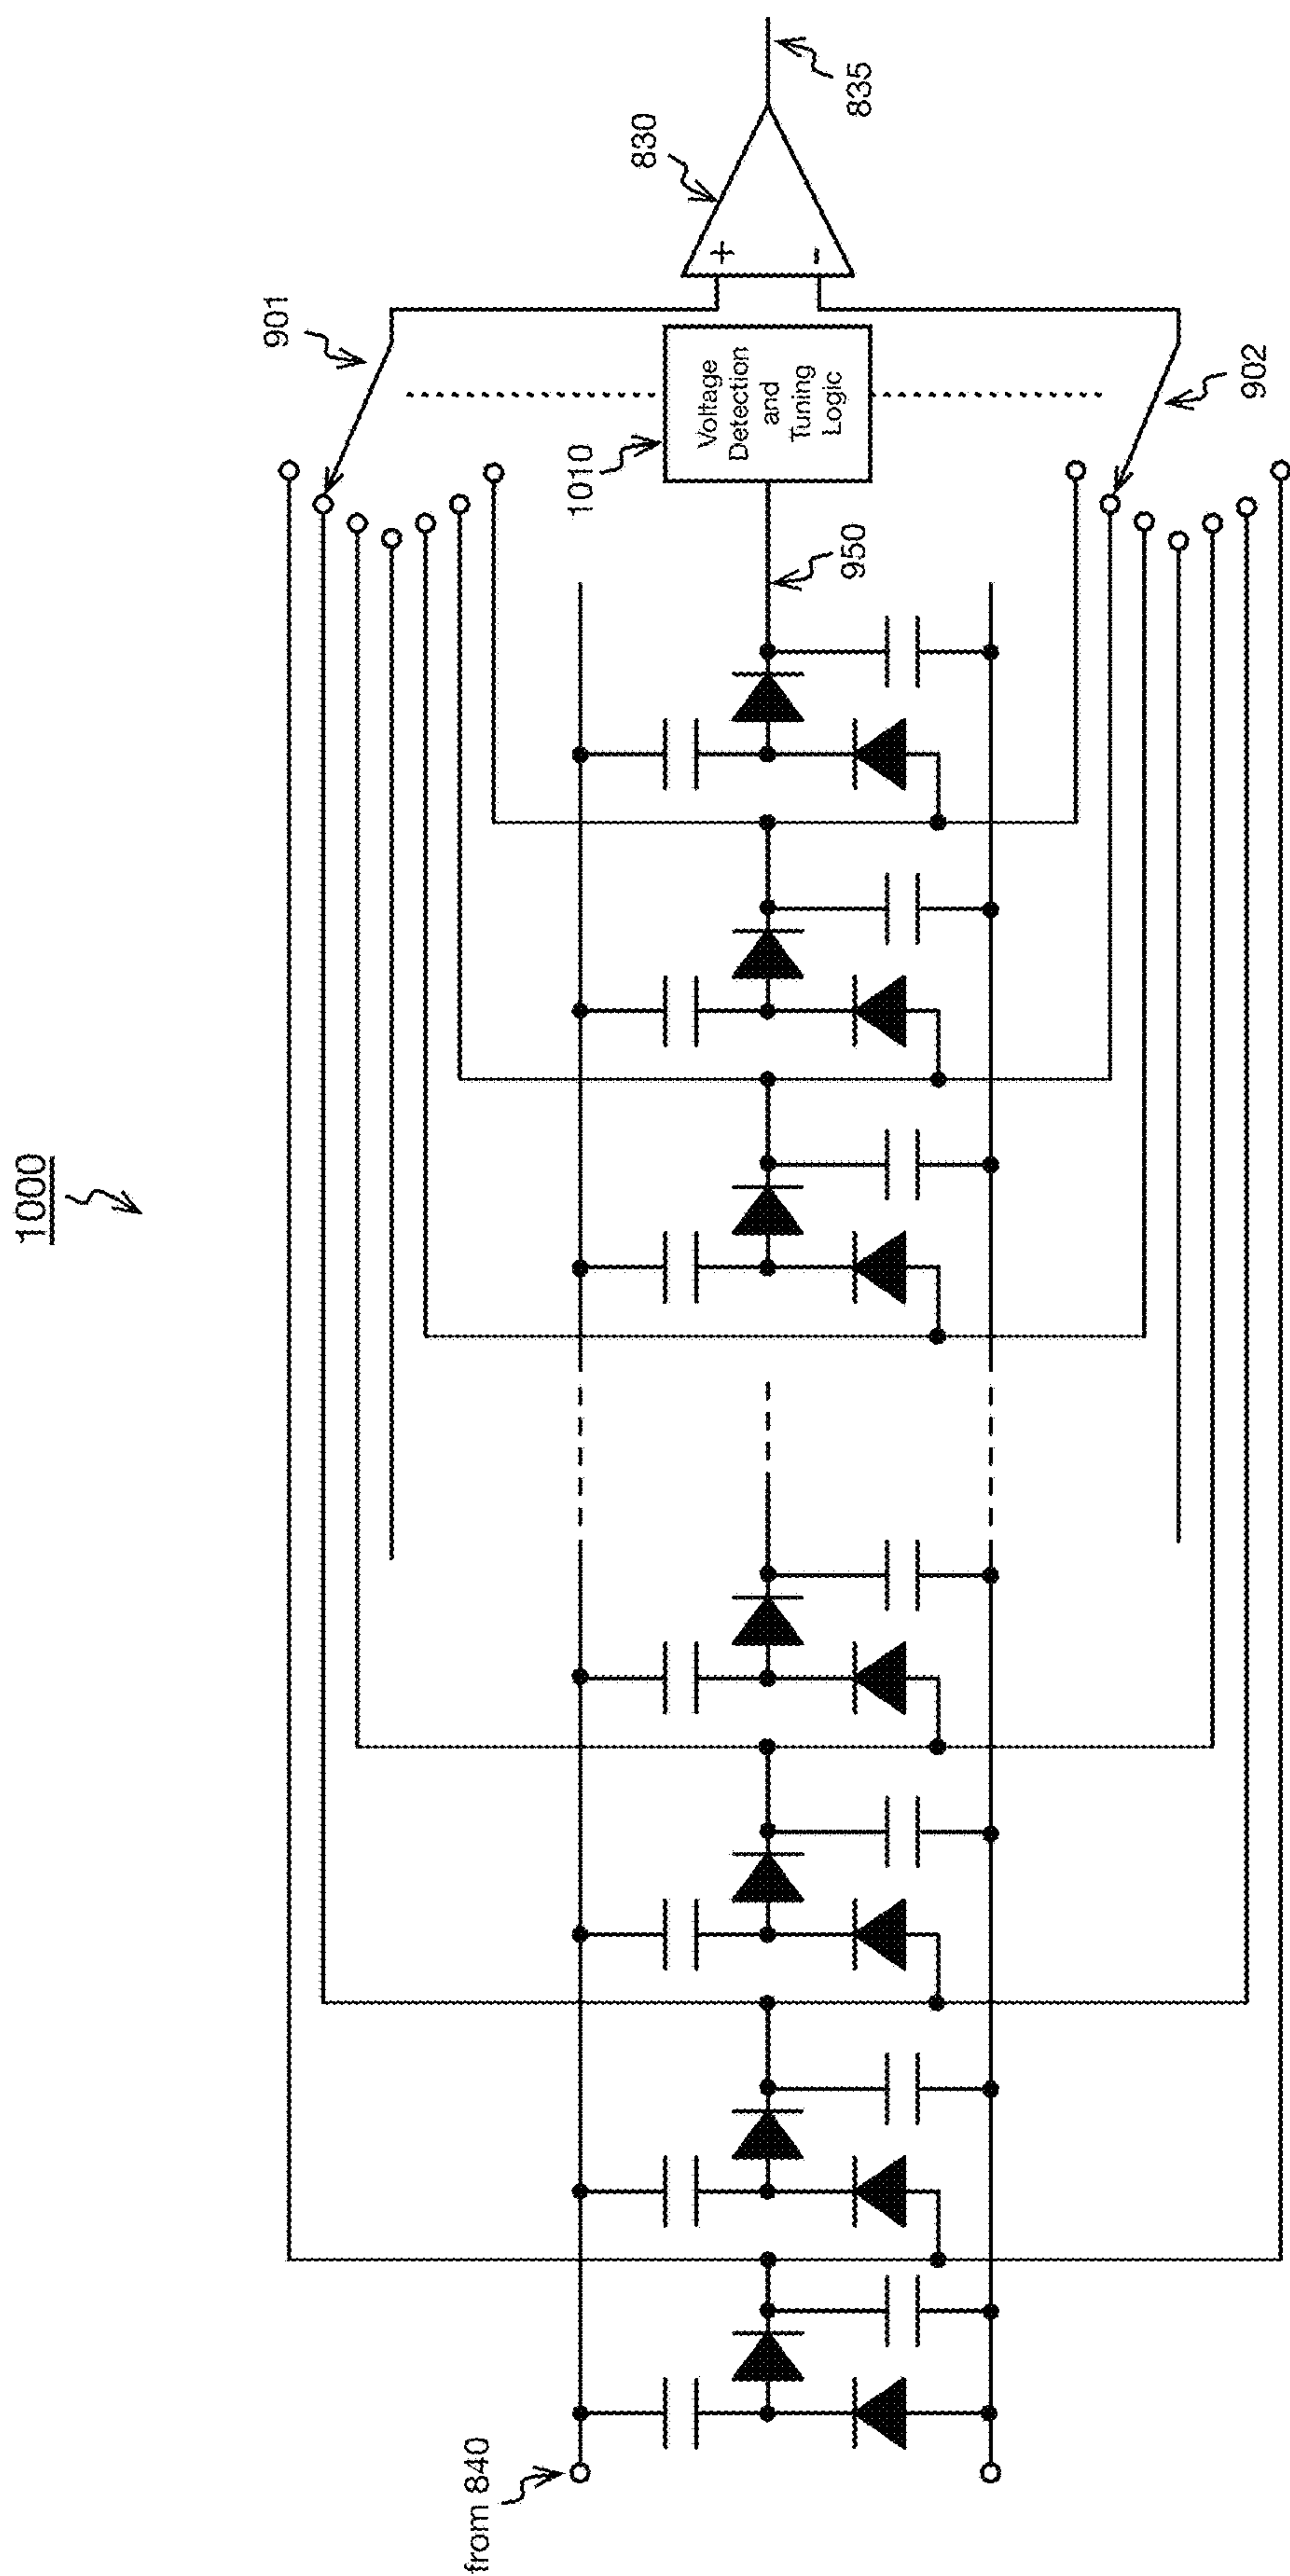 1000
from 840
901
830
+
-
835
1010
Voltage
Detection
and
Tuning
Logic
950
902